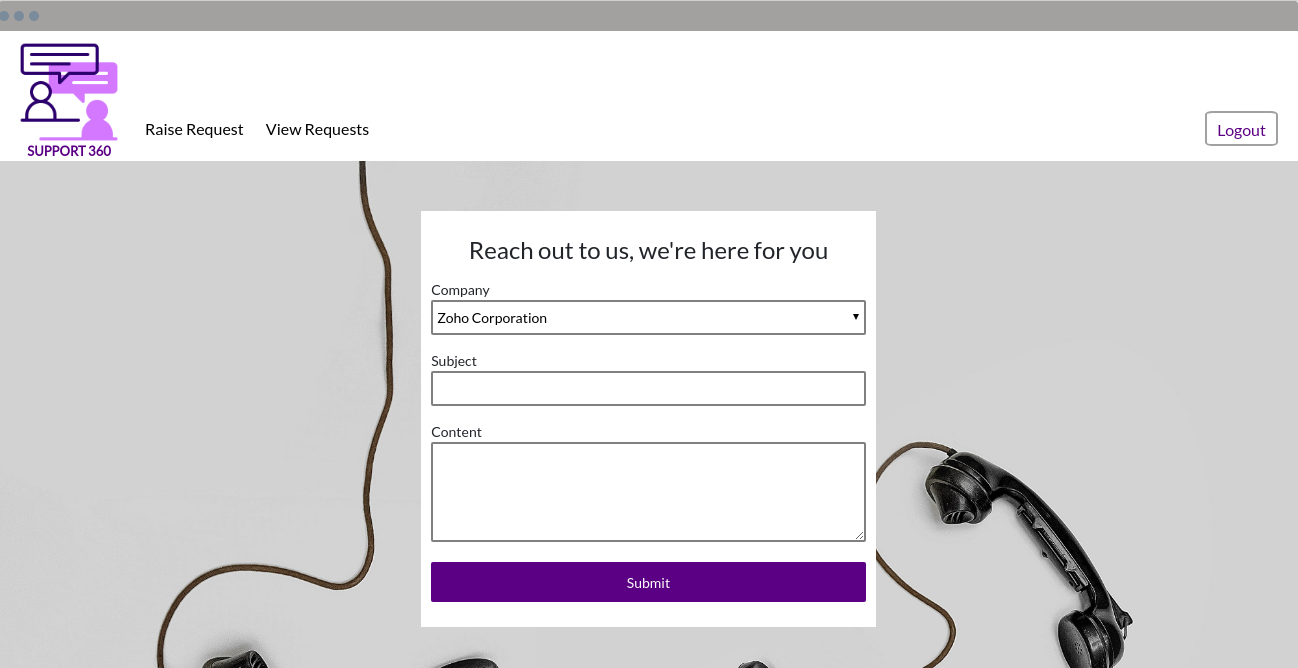 SUPPORT 360
Raise Request
View Requests
Logout
Reach out to us, we're here for you
Company
Zoho Corporation
Subject
Content
Submit